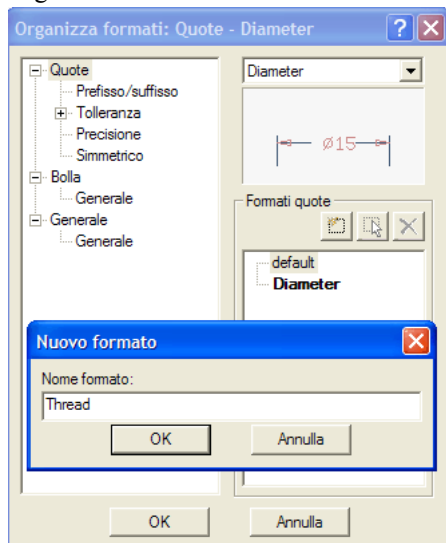 Organizza formati: Quote - Diameter
Quote
Prefisso/suffisso
Tolleranza
Precisione
Simmetrico
Bolla
Generale
Generale
Generale
Diameter
ø15
Formati quote
default
Diameter
Nuovo formato
Nome formato:
Thread
OK
Annulla
OK
Annulla